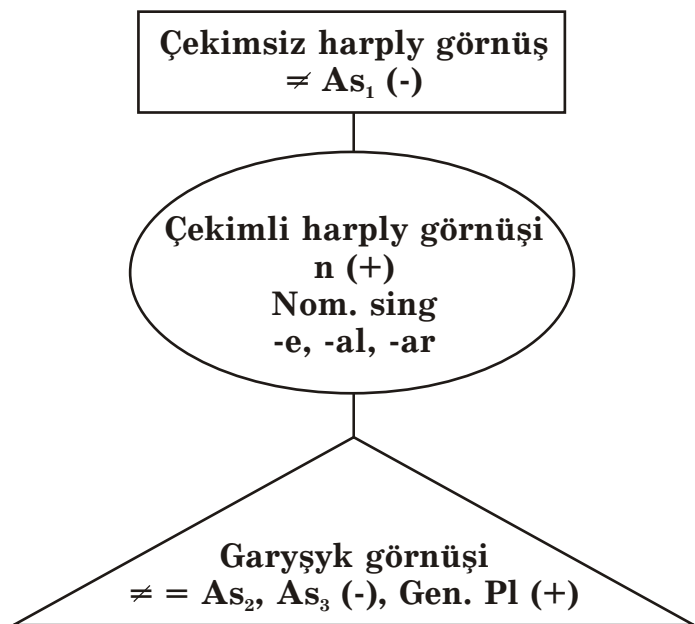 Çekimsiz harply görnüş
≠ As₁ (-)
Çekimli harply görnüşi
n (+)
Nom. sing
-e, -al, -ar
Garyşyk görnüşi
≠ = As₂, As₃ (-), Gen. Pl (+)